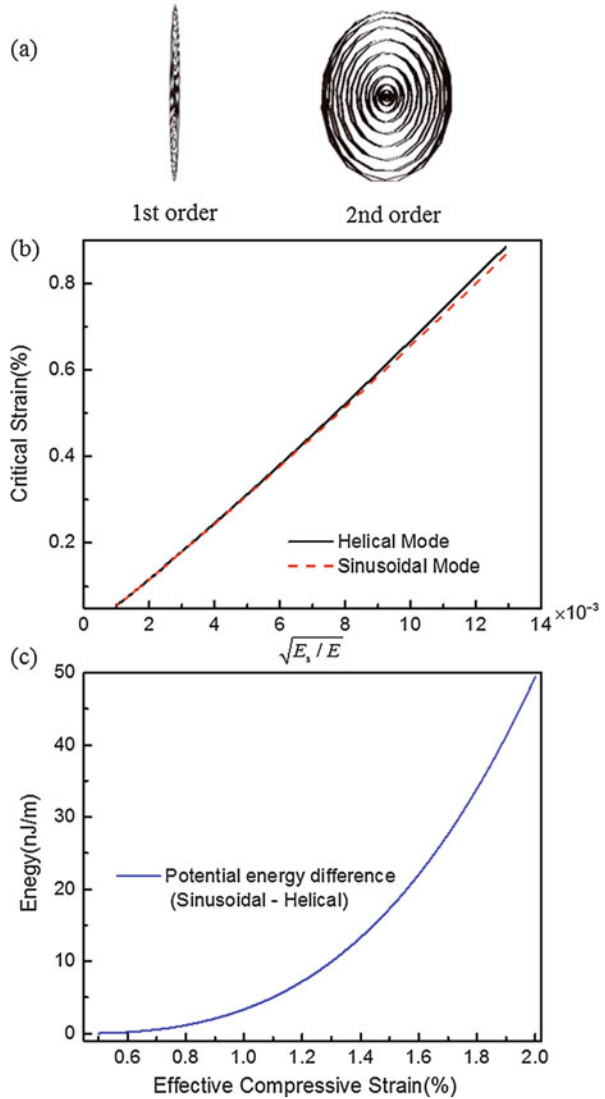 (a)
1st order
2nd order
(b)
Critical Strain(%)
0.8
0.6
0.4
0.2
Helical Mode
Sinusoidal Mode
0 2 4 6 8 10 12 14 ×10⁻³
√E_s / E
(c)
Enegy(nJ/m)
50
40
30
20
10
0
Potential energy difference
(Sinusoidal - Helical)
0.6 0.8 1.0 1.2 1.4 1.6 1.8 2.0
Effective Compressive Strain(%)